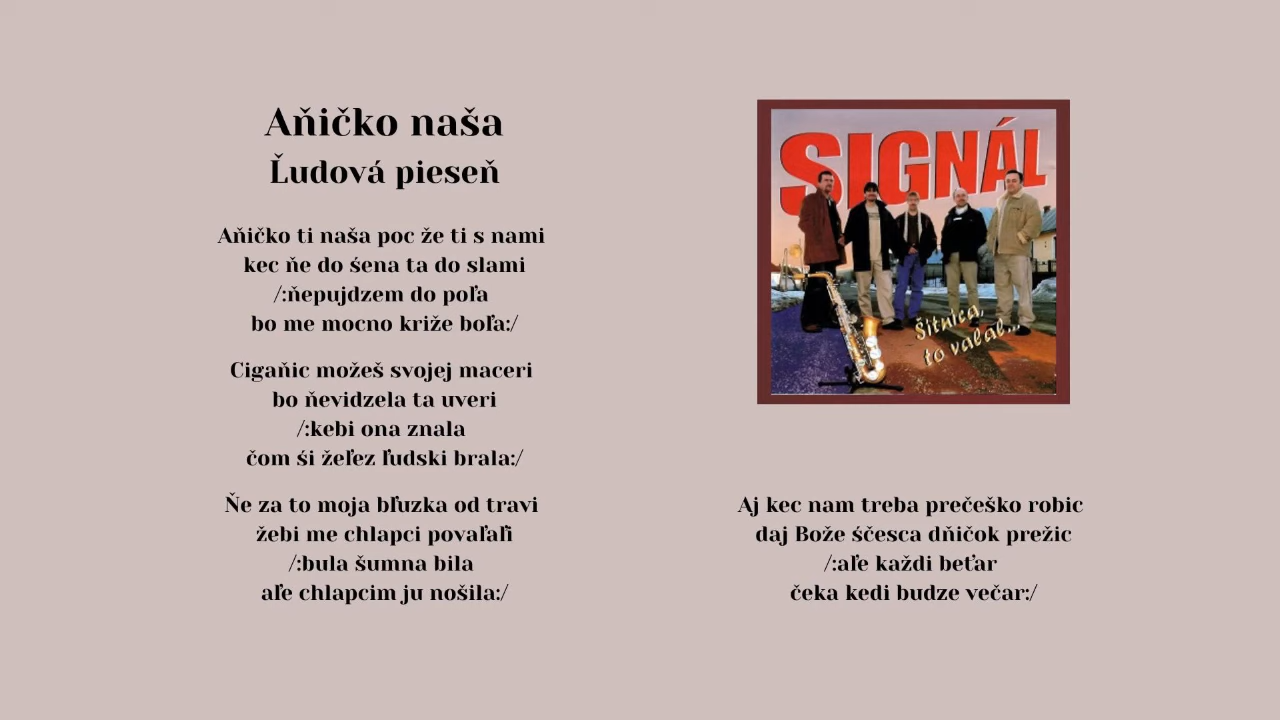 Aňičko naša
Ľudová pieseň
Aňičko ti naša poc že ti s nami
kec ňe do śena ta do slami
/:ňepujdzem do poľa
bo me mocno križe boľa:/
Cigaňic možeš svojej maceri
bo ňevidzela ta uveri
/:kebi ona znala
čom śi žeľez ľudski brala:/
Ňe za to moja bľuzka od travi
žebi me chlapci povaľaľi
/:bula šumna bila
aľe chlapcim ju nošila:/
SIGNÁL
Šitnica,
to valal...
Aj kec nam treba prečeško robic
daj Bože śčesca dňičok prežic
/:aľe každi beťar
čeka kedi budze večar:/